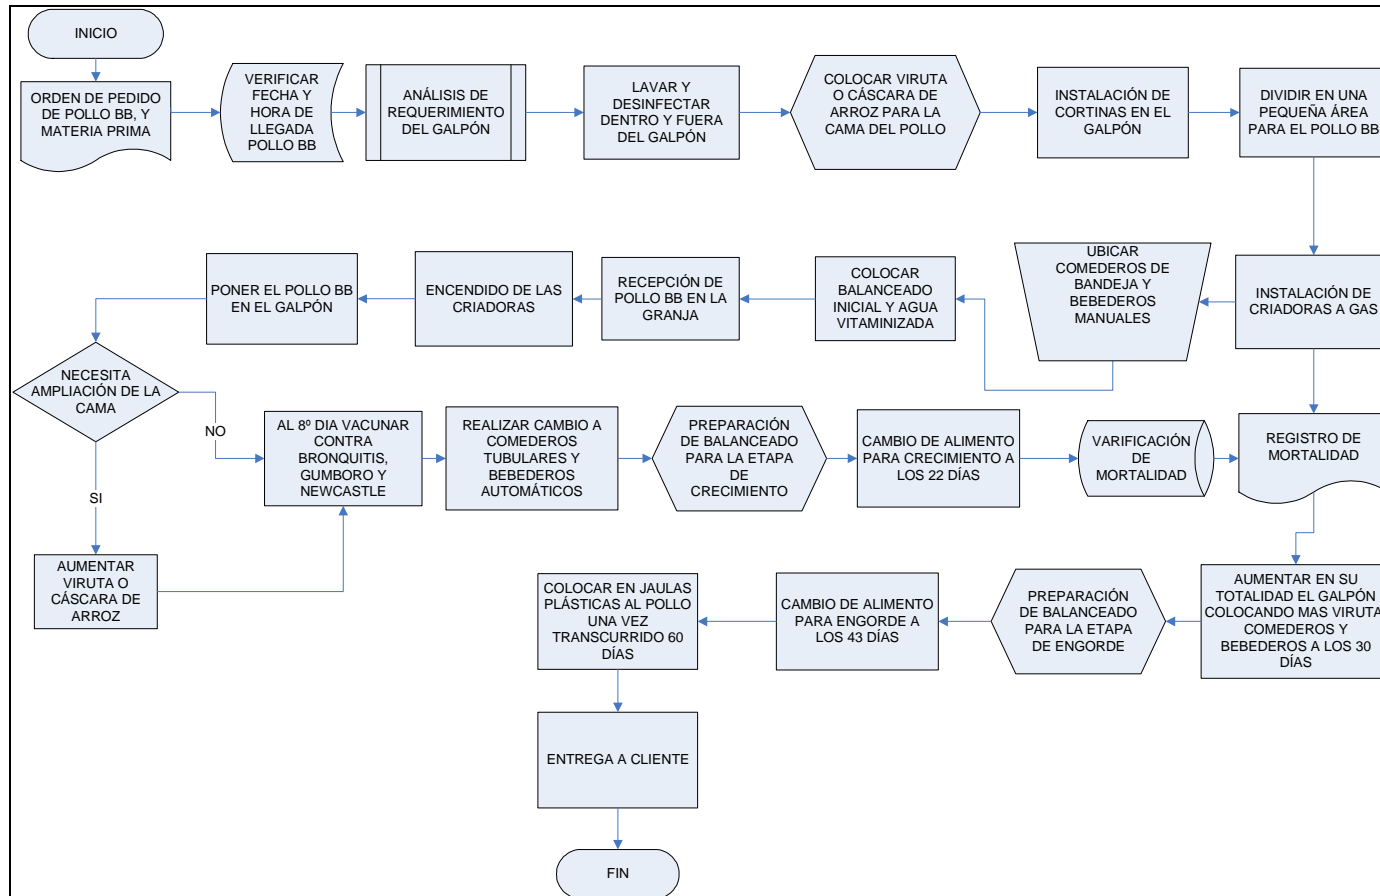 INICIO
ORDEN DE PEDIDO
DE POLLO BB, Y
MATERIA PRIMA
VERIFICAR
FECHA Y
HORA DE
LLEGADA
POLLO BB
ANÁLISIS DE
REQUERIMIENTO
DEL GALPÓN
LAVAR Y
DESINFECTAR
DENTRO Y FUERA
DEL GALPÓN
COLOCAR VIRUTA
O CÁSCARA DE
ARROZ PARA LA
CAMA DEL POLLO
INSTALACIÓN DE
CORTINAS EN EL
GALPÓN
DIVIDIR EN UNA
PEQUEÑA ÁREA
PARA EL POLLO BB
INSTALACIÓN DE
CRIADORAS A GAS
UBICAR
COMEDEROS DE
BANDEJA Y
BEBEDEROS
MANUALES
COLOCAR
BALANCEADO
INICIAL Y AGUA
VITAMINIZADA
RECEPCIÓN DE
POLLO BB EN LA
GRANJA
ENCENDIDO DE LAS
CRIADORAS
PONER EL POLLO BB
EN EL GALPÓN
NECESITA
AMPLIACIÓN DE LA
CAMA
NO
SI
AUMENTAR
VIRUTA O
CÁSCARA DE
ARROZ
AL 8º DIA VACUNAR
CONTRA
BRONQUITIS,
GUMBORO Y
NEWCASTLE
REALIZAR CAMBIO A
COMEDEROS
TUBULARES Y
BEBEDEROS
AUTOMÁTICOS
PREPARACIÓN
DE BALANCEADO
PARA LA ETAPA
DE
CRECIMIENTO
CAMBIO DE ALIMENTO
PARA CRECIMIENTO A
LOS 22 DÍAS
VARIFICACIÓN
DE
MORTALIDAD
REGISTRO DE
MORTALIDAD
AUMENTAR EN SU
TOTALIDAD EL GALPÓN
COLOCANDO MAS VIRUTA,
COMEDEROS Y
BEBEDEROS A LOS 30
DÍAS
PREPARACIÓN
DE BALANCEADO
PARA LA ETAPA
DE ENGORDE
CAMBIO DE ALIMENTO
PARA ENGORDE A
LOS 43 DÍAS
COLOCAR EN JAULAS
PLÁSTICAS AL POLLO
UNA VEZ
TRANSCURRIDO 60
DÍAS
ENTREGA A CLIENTE
FIN